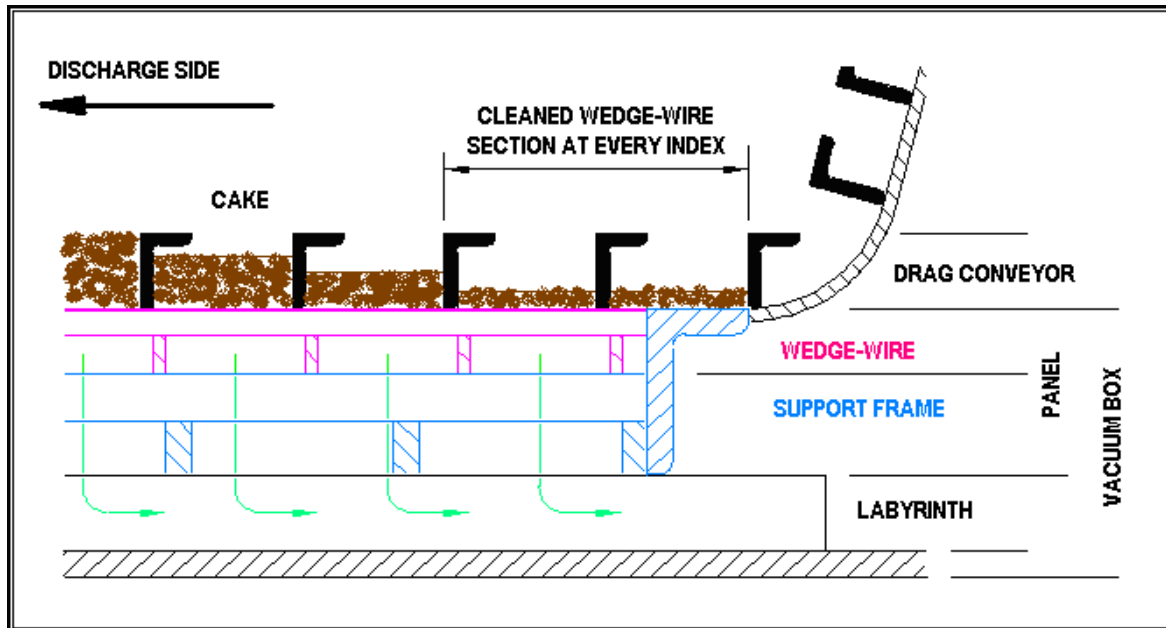 DISCHARGE SIDE
CLEANED WEDGE-WIRE
SECTION AT EVERY INDEX
CAKE
DRAG CONVEYOR
WEDGE-WIRE
SUPPORT FRAME
PANEL
VACUUM BOX
LABYRINTH